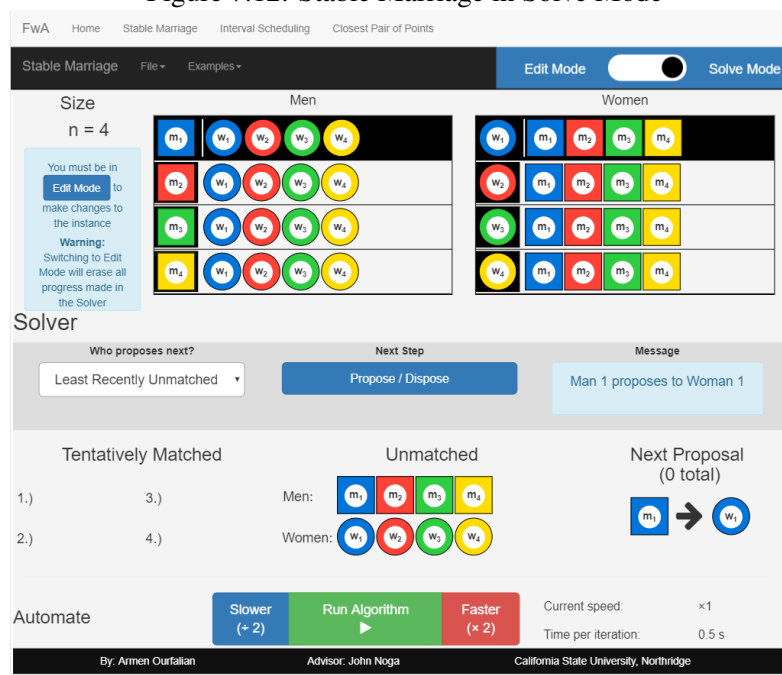 Figure 7.12: Stable Marriage in Solve Mode
FwA Home Stable Marriage Interval Scheduling Closest Pair of Points
Stable Marriage File Examples Edit Mode Solve Mode
Size
n = 4
You must be in
Edit Mode to
make changes to
the instance
Warning:
Switching to Edit
Mode will erase all
progress made in
the Solver
Men
m1 w1 w2 w3 w4
m2 w1 w2 w3 w4
m3 w1 w2 w3 w4
m4 w1 w2 w3 w4
Women
w1 m1 m2 m3 m4
w2 m1 m2 m3 m4
w3 m1 m2 m3 m4
w4 m1 m2 m3 m4
Solver
Who proposes next?
Least Recently Unmatched
Next Step
Propose / Dispose
Message
Man 1 proposes to Woman 1
Tentatively Matched
1.) 3.)
2.) 4.)
Unmatched
Men: m1 m2 m3 m4
Women: w1 w2 w3 w4
Next Proposal
(0 total)
m1 w1
Automate
Slower
(÷ 2)
Run Algorithm
Faster
(× 2)
Current speed: ×1
Time per iteration: 0.5 s
By: Armen Ourfalian Advisor: John Noga California State University, Northridge